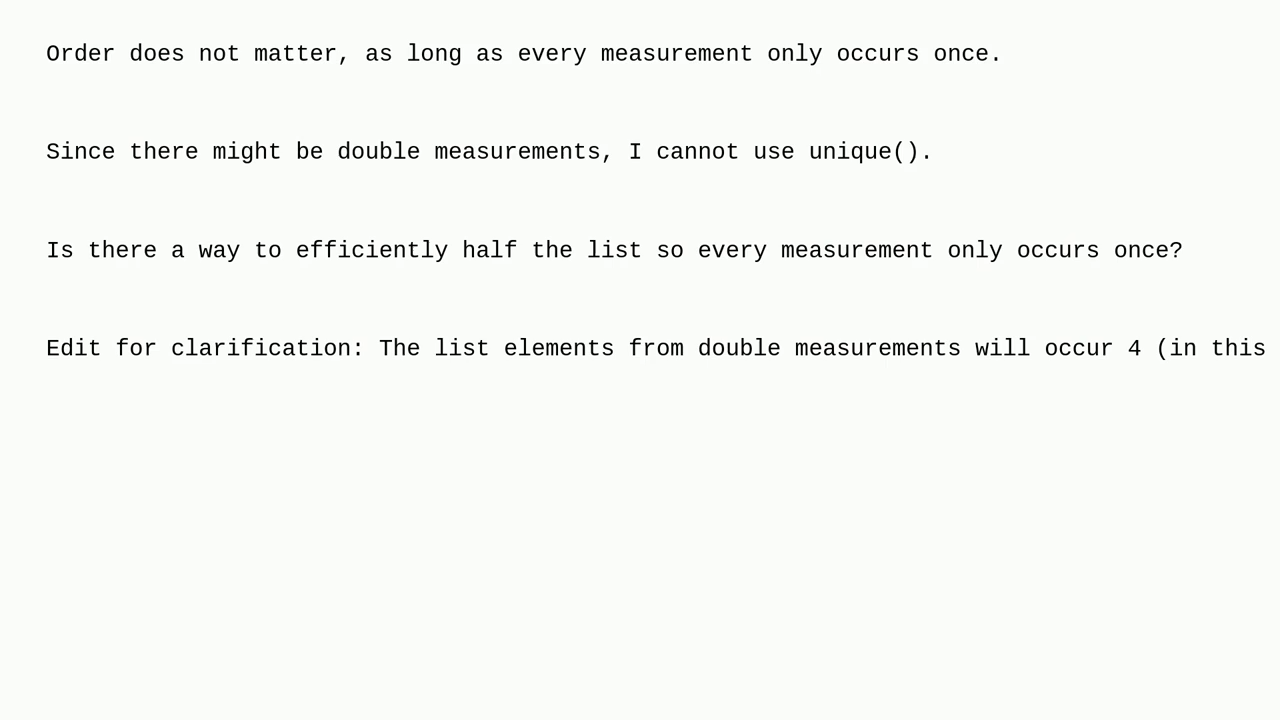 Order does not matter, as long as every measurement only occurs once.
Since there might be double measurements, I cannot use unique().
Is there a way to efficiently half the list so every measurement only occurs once?
Edit for clarification: The list elements from double measurements will occur 4 (in this